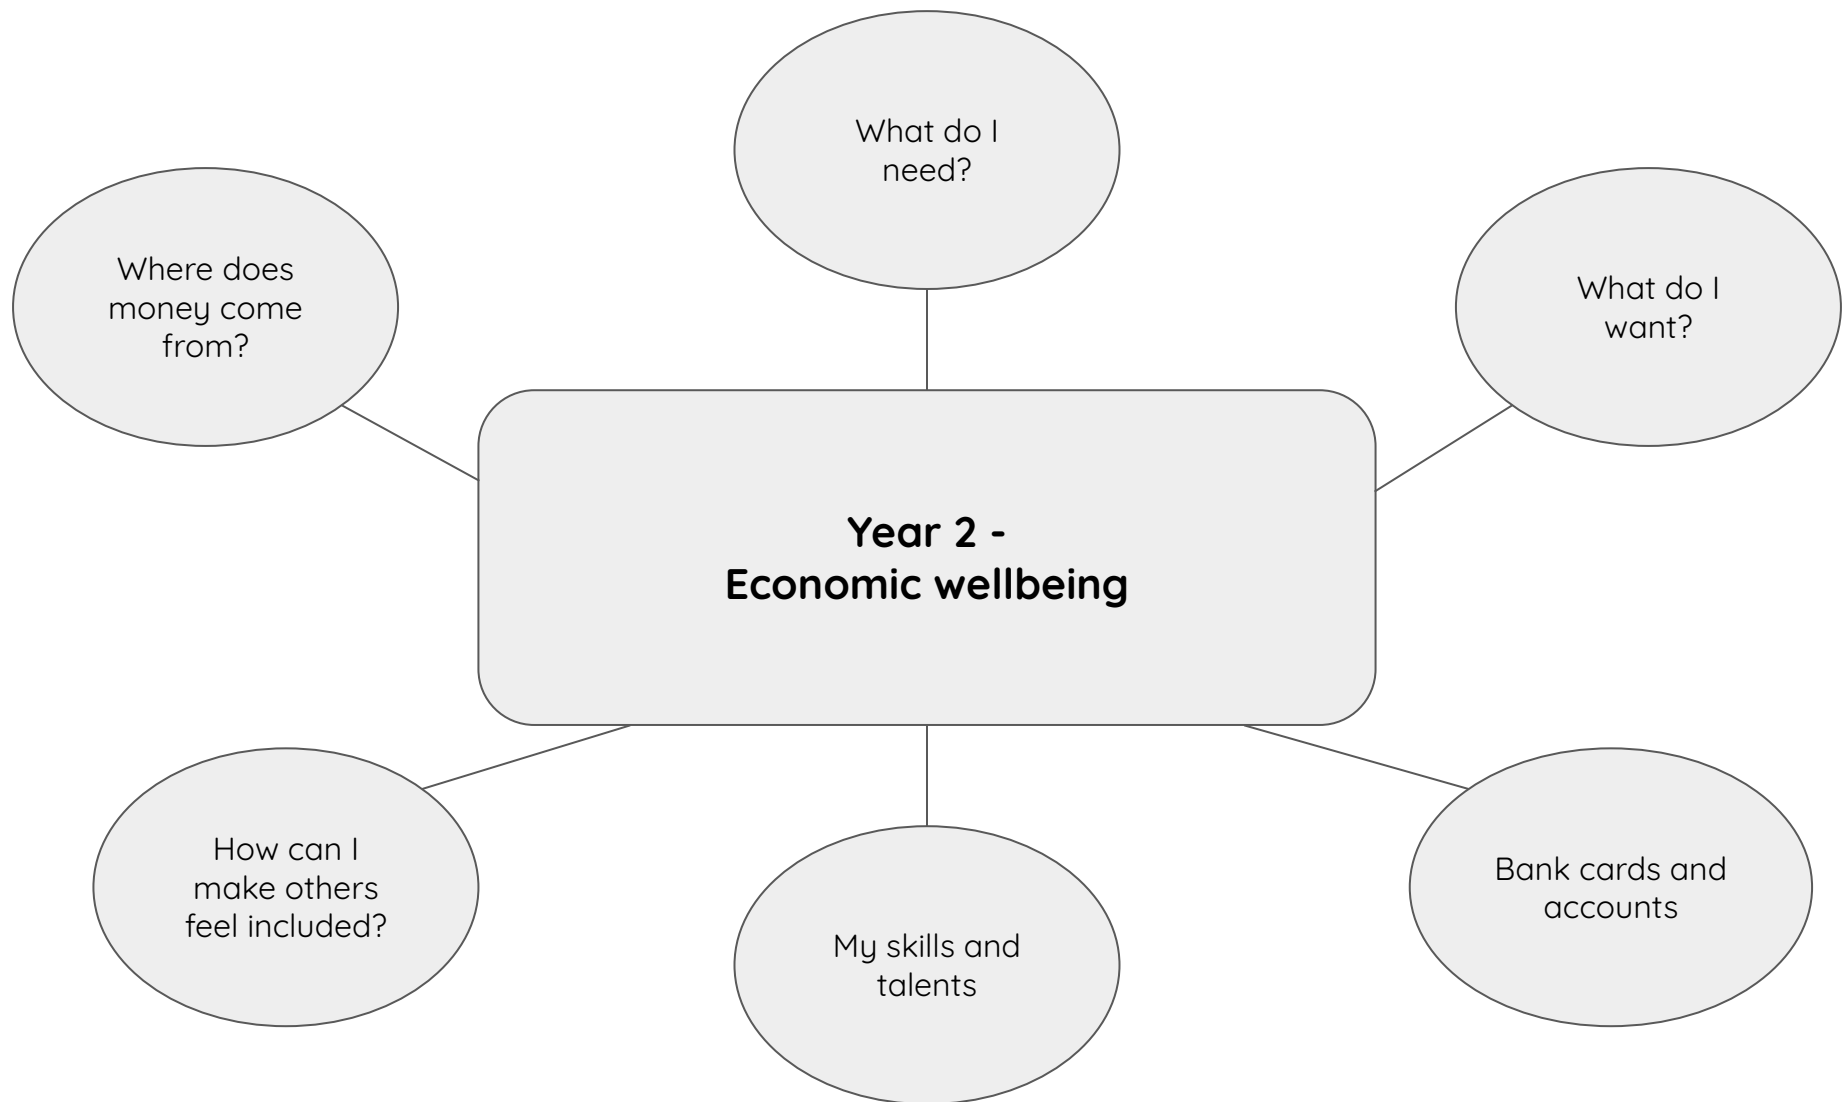 What do I
need?
Where does
money come
from?
What do I
want?
Year 2 -
Economic wellbeing
How can I
make others
feel included?
My skills and
talents
Bank cards and
accounts